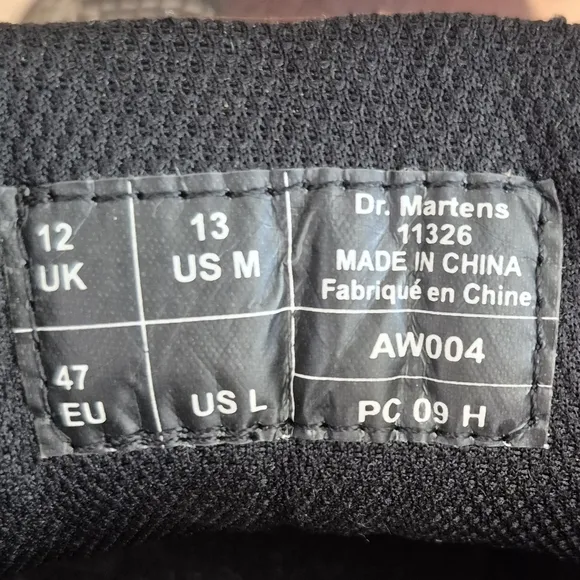 12
UK
13
US M
Dr. Martens
11326
MADE IN CHINA
Fabriqué en Chine
47
EU
US L
AW004
PC 09 H